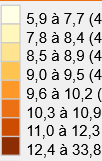 5,9 à 7,7 (4
7,8 à 8,4 (4
8,5 à 8,9 (4
9,0 à 9,5 (4
9,6 à 10,2 (
10,3 à 10,9
11,0 à 12,3
12,4 à 33,8